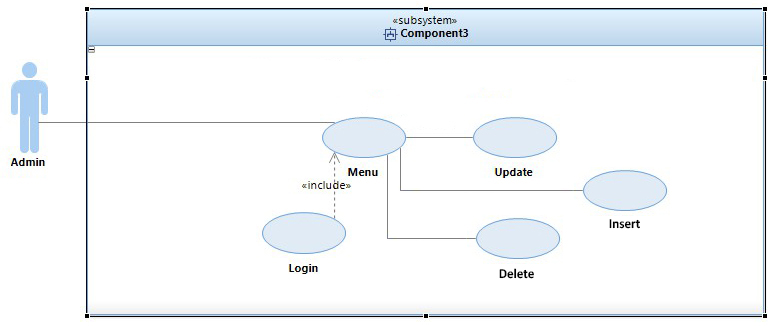 «subsystem»
Component3
Admin
Menu
Update
«include»
Insert
Login
Delete